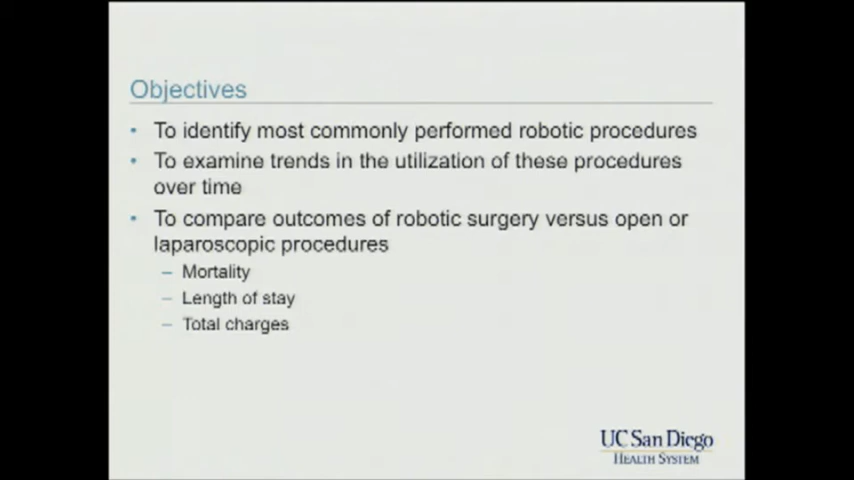 Objectives
• To identify most commonly performed robotic procedures
• To examine trends in the utilization of these procedures
over time
• To compare outcomes of robotic surgery versus open or
laparoscopic procedures
– Mortality
– Length of stay
– Total charges
UC San Diego
HEALTH SYSTEM